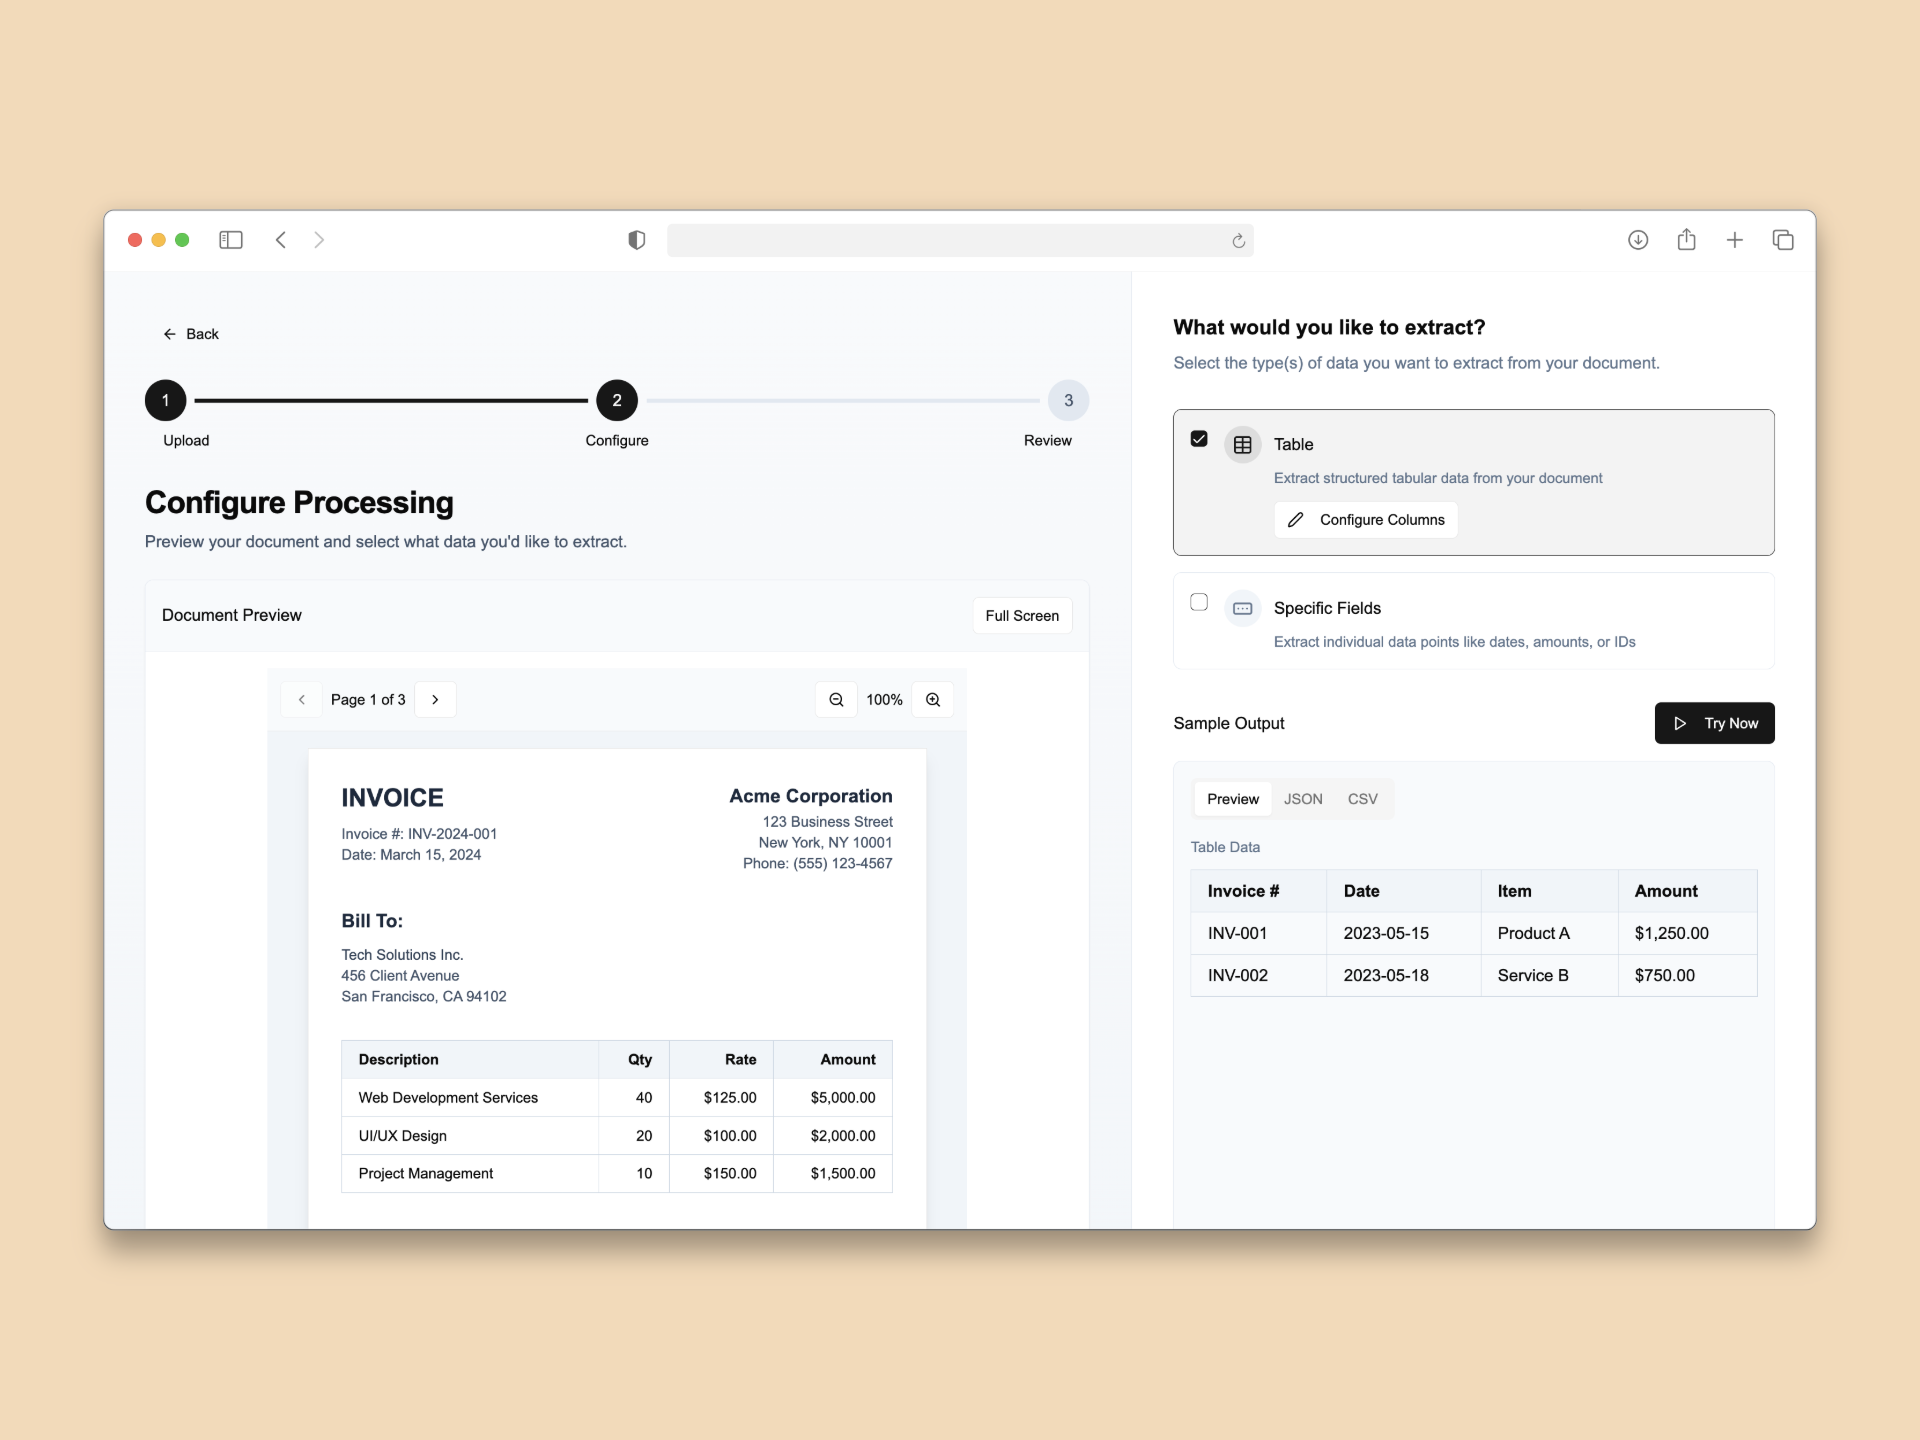 Back
1
2
3
Upload
Configure
Review
Configure Processing
Preview your document and select what data you'd like to extract.
Document Preview
Full Screen
Page 1 of 3
100%
INVOICE
Invoice #: INV-2024-001
Date: March 15, 2024
Acme Corporation
123 Business Street
New York, NY 10001
Phone: (555) 123-4567
Bill To:
Tech Solutions Inc.
456 Client Avenue
San Francisco, CA 94102
Description Qty Rate Amount
Web Development Services 40 $125.00 $5,000.00
UI/UX Design 20 $100.00 $2,000.00
Project Management 10 $150.00 $1,500.00
What would you like to extract?
Select the type(s) of data you want to extract from your document.
Table
Extract structured tabular data from your document
Configure Columns
Specific Fields
Extract individual data points like dates, amounts, or IDs
Sample Output
Try Now
Preview JSON CSV
Table Data
Invoice # Date Item Amount
INV-001 2023-05-15 Product A $1,250.00
INV-002 2023-05-18 Service B $750.00